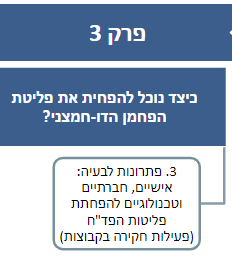 פרק 3
כיצד נוכל להפחית את פליטת
הפחמן הדו-חמצני?
3. פתרונות לבעיה:
אישיים, חברתיים
וטכנולוגיים להפחתת
פליטות הפד"ח
(פעילות חקירה בקבוצות)